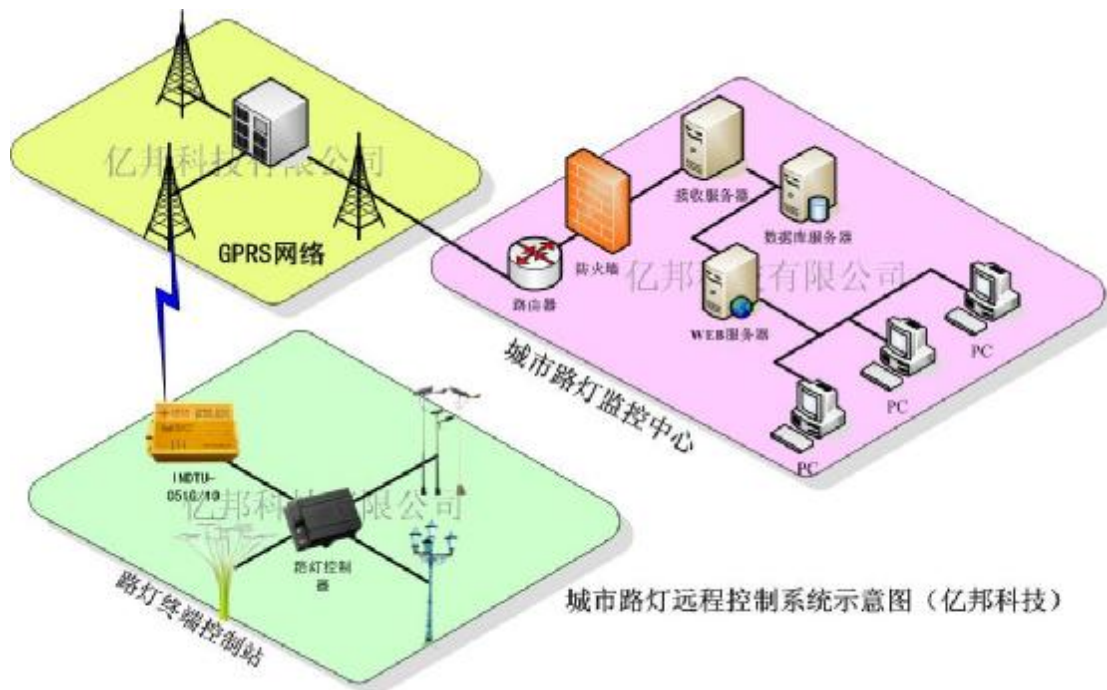 亿邦科技有限公司
GPRS网络
接收服务器
数据库服务器
防火墙
亿邦科技有限公司
路由器
WEB服务器
PC
PC
PC
城市路灯监控中心
INDTU-
亿邦科技有限公司
路灯控制
器
路灯终端控制站
城市路灯远程控制系统示意图（亿邦科技）